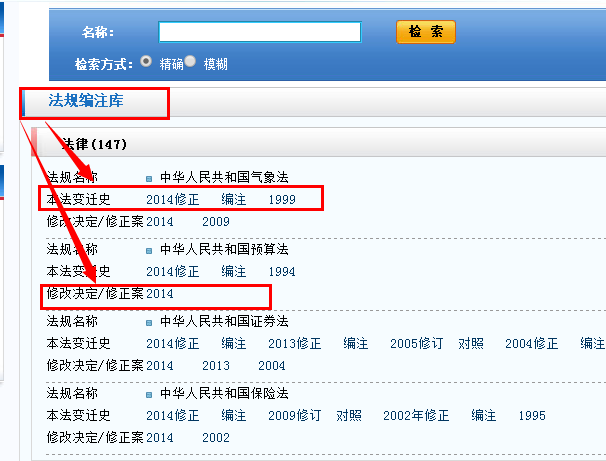 名称：
检 索
检索方式： 精确 模糊
法规编注库
法律(147)
法规名称 中华人民共和国气象法
本法变迁史 2014修正 编注 1999
修改决定/修正案 2014 2009
法规名称 中华人民共和国预算法
本法变迁史 2014修正 编注 1994
修改决定/修正案 2014
法规名称 中华人民共和国证券法
本法变迁史 2014修正 编注 2013修正 编注 2005修订 对照 2004修正 编注
修改决定/修正案 2014 2013 2004
法规名称 中华人民共和国保险法
本法变迁史 2014修正 编注 2009修订 对照 2002年修正 编注 1995
修改决定/修正案 2014 2002